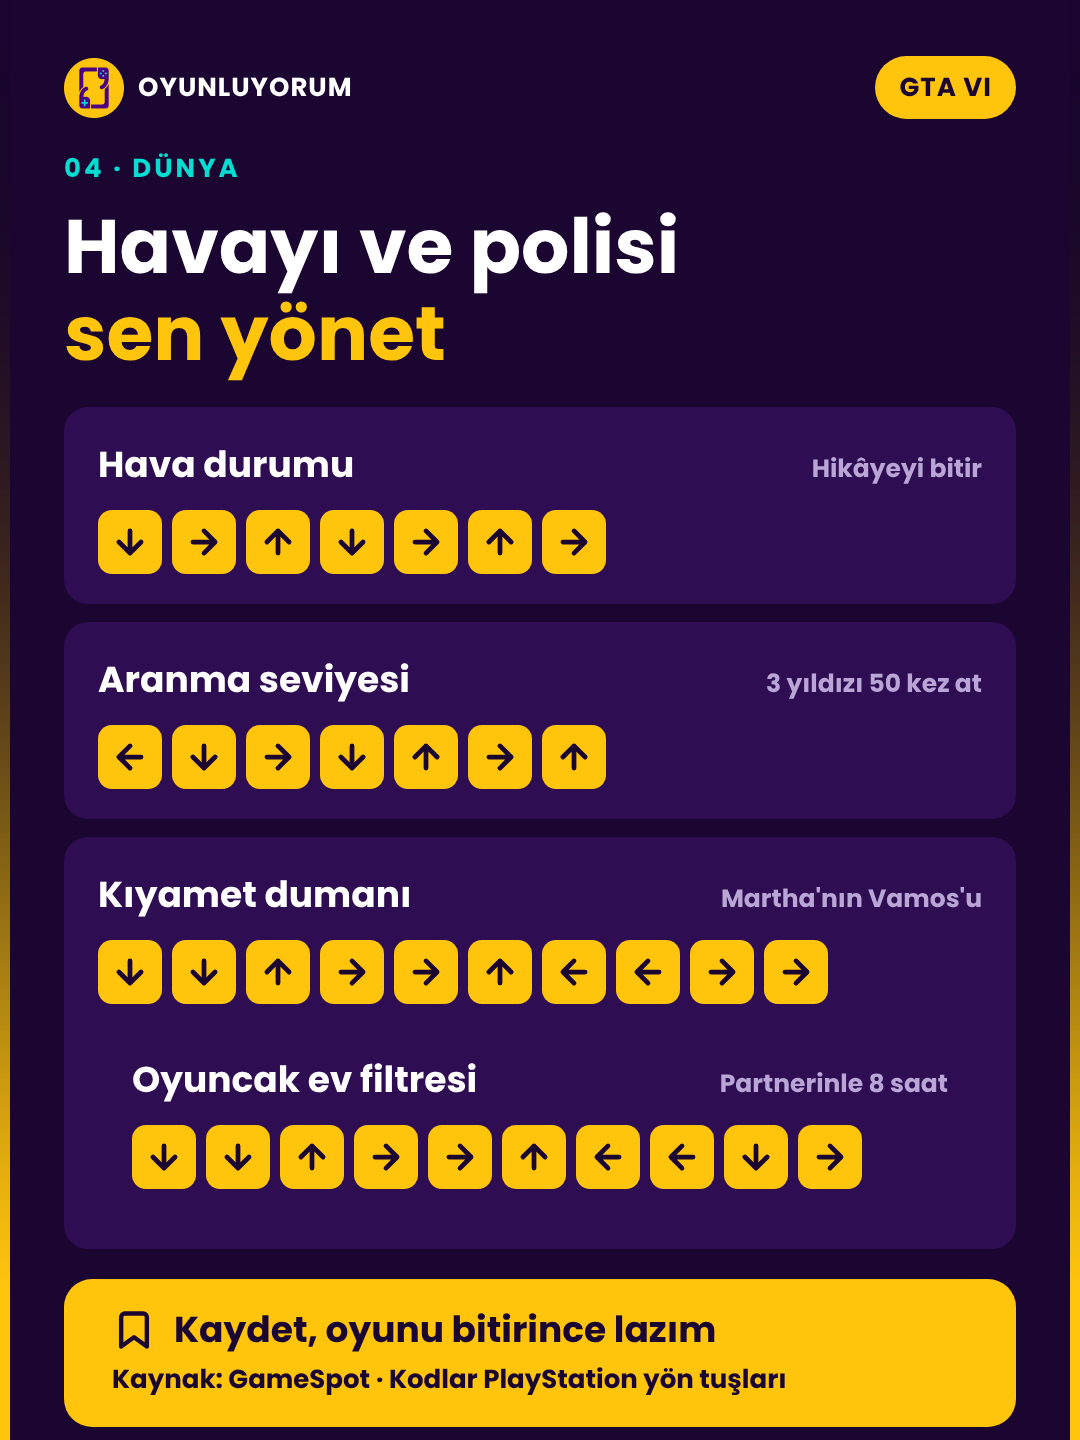 OYUNLUYORUM
GTA VI
04 · DÜNYA
Havayı ve polisi
sen yönet
Hava durumu
Hikâyeyi bitir
↓ → ↑ ↓ → ↑ →
Aranma seviyesi
3 yıldızı 50 kez at
← ↓ → ↓ ↑ → ↑
Kıyamet dumanı
Martha'nın Vamos'u
↓ ↓ ↑ → → ↑ ← ← → →
Oyuncak ev filtresi
Partnerinle 8 saat
↓ ↓ ↑ → → ↑ ← ← ↓ →
Kaydet, oyunu bitirince lazım
Kaynak: GameSpot · Kodlar PlayStation yön tuşları